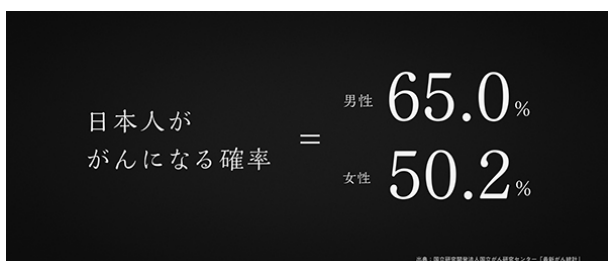 日本人が
がんになる確率
=
男性 65.0%
女性 50.2%
出典：国立研究開発法人国立がん研究センター「最新がん統計」